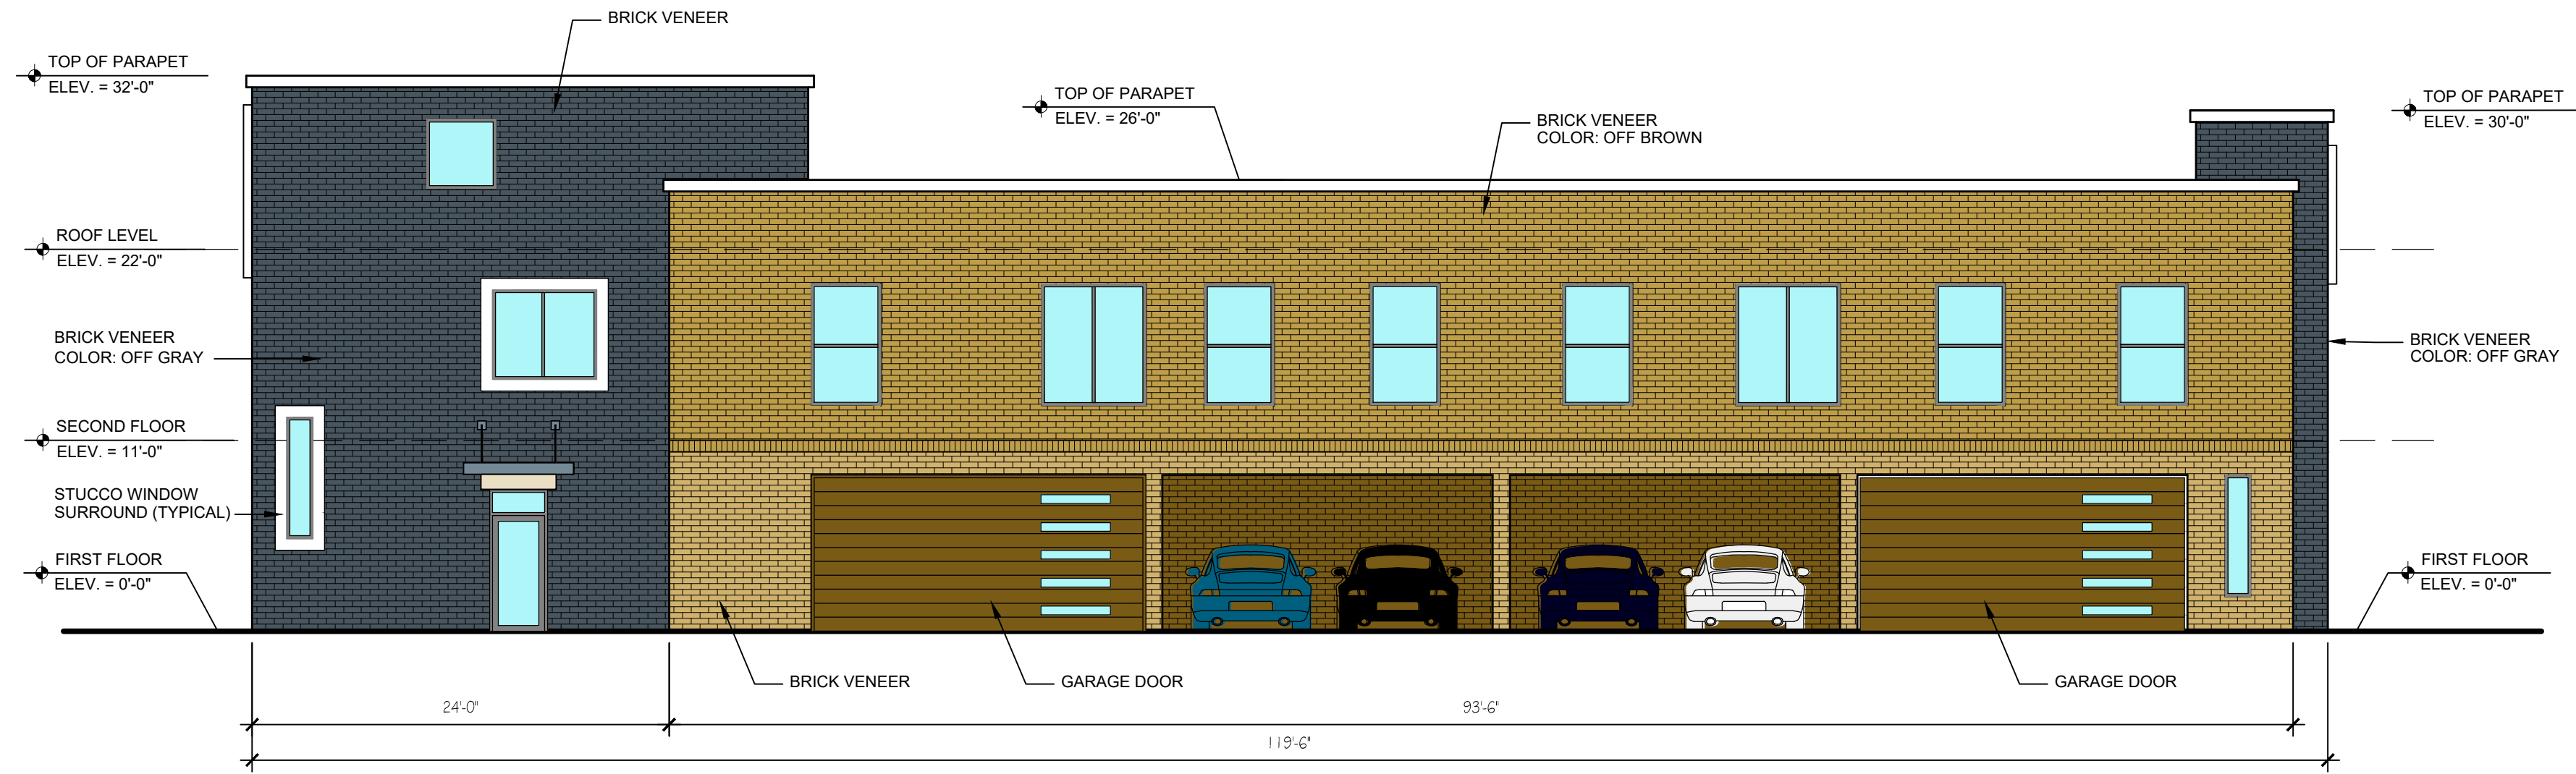 BRICK VENEER
TOP OF PARAPET
ELEV. = 32'-0"
TOP OF PARAPET
ELEV. = 26'-0"
BRICK VENEER
COLOR: OFF BROWN
TOP OF PARAPET
ELEV. = 30'-0"
ROOF LEVEL
ELEV. = 22'-0"
BRICK VENEER
COLOR: OFF GRAY
BRICK VENEER
COLOR: OFF GRAY
SECOND FLOOR
ELEV. = 11'-0"
STUCCO WINDOW
SURROUND (TYPICAL)
FIRST FLOOR
ELEV. = 0'-0"
FIRST FLOOR
ELEV. = 0'-0"
BRICK VENEER
GARAGE DOOR
GARAGE DOOR
24'-0"
93'-6"
119'-6"